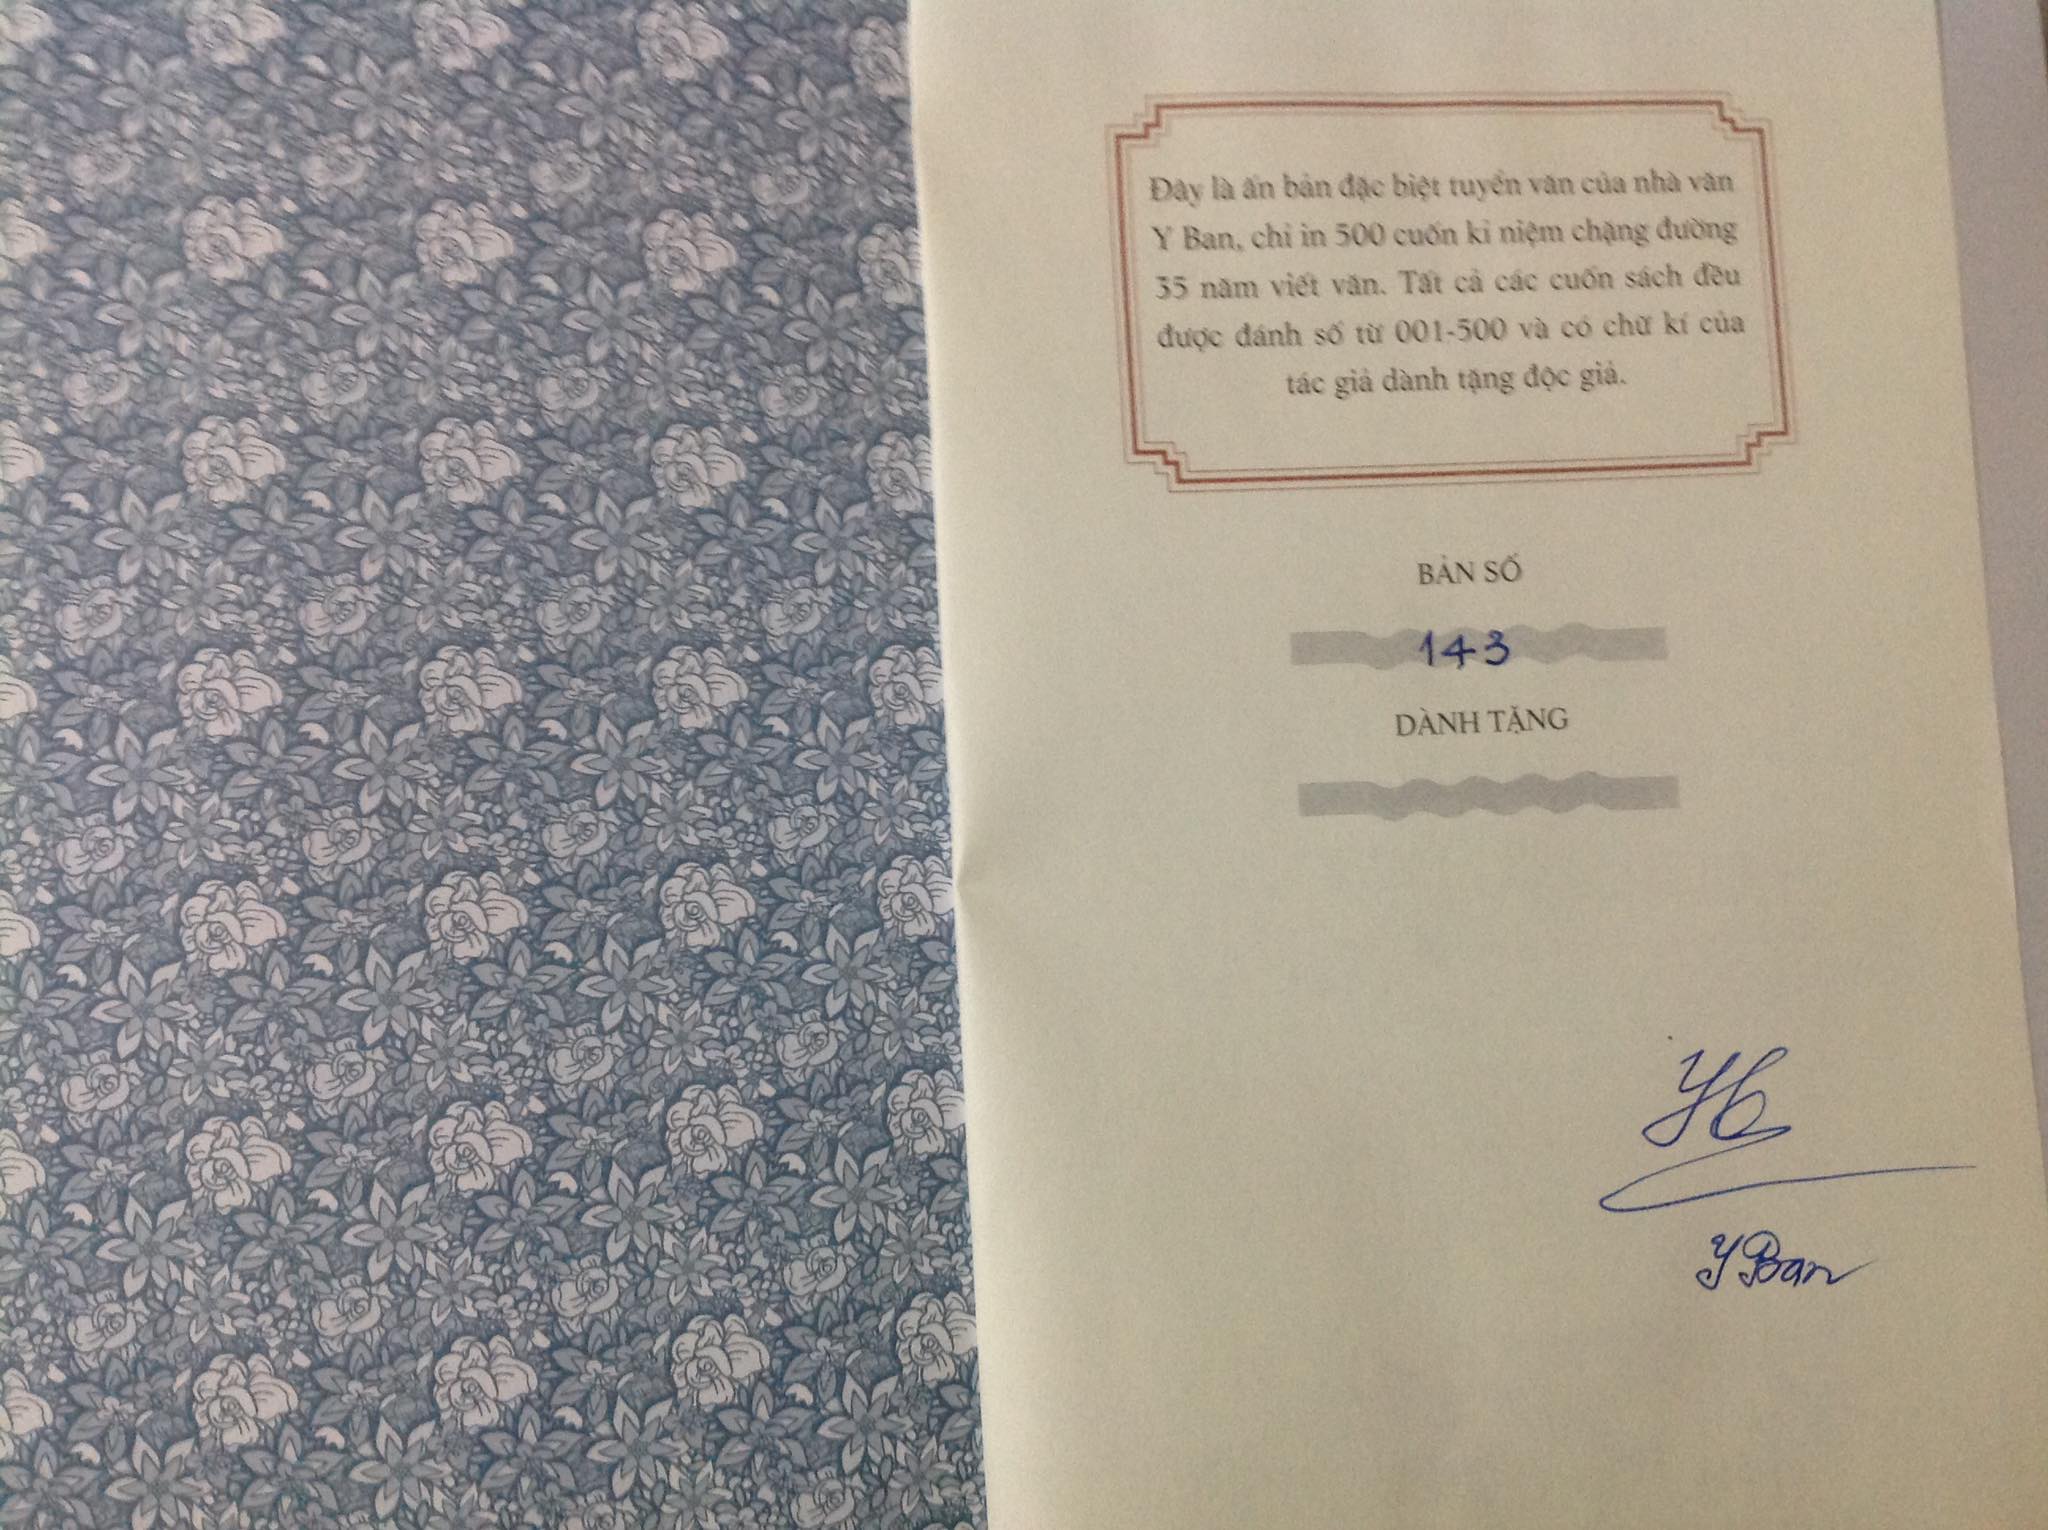 Đây là ấn bản đặc biệt tuyển văn của nhà văn
Y Ban, chỉ in 500 cuốn kỉ niệm chặng đường
35 năm viết văn. Tất cả các cuốn sách đều
được đánh số từ 001-500 và có chữ kí của
tác giả dành tặng độc giả.
BẢN SỐ
143
DÀNH TẶNG
Yb
Y Ban